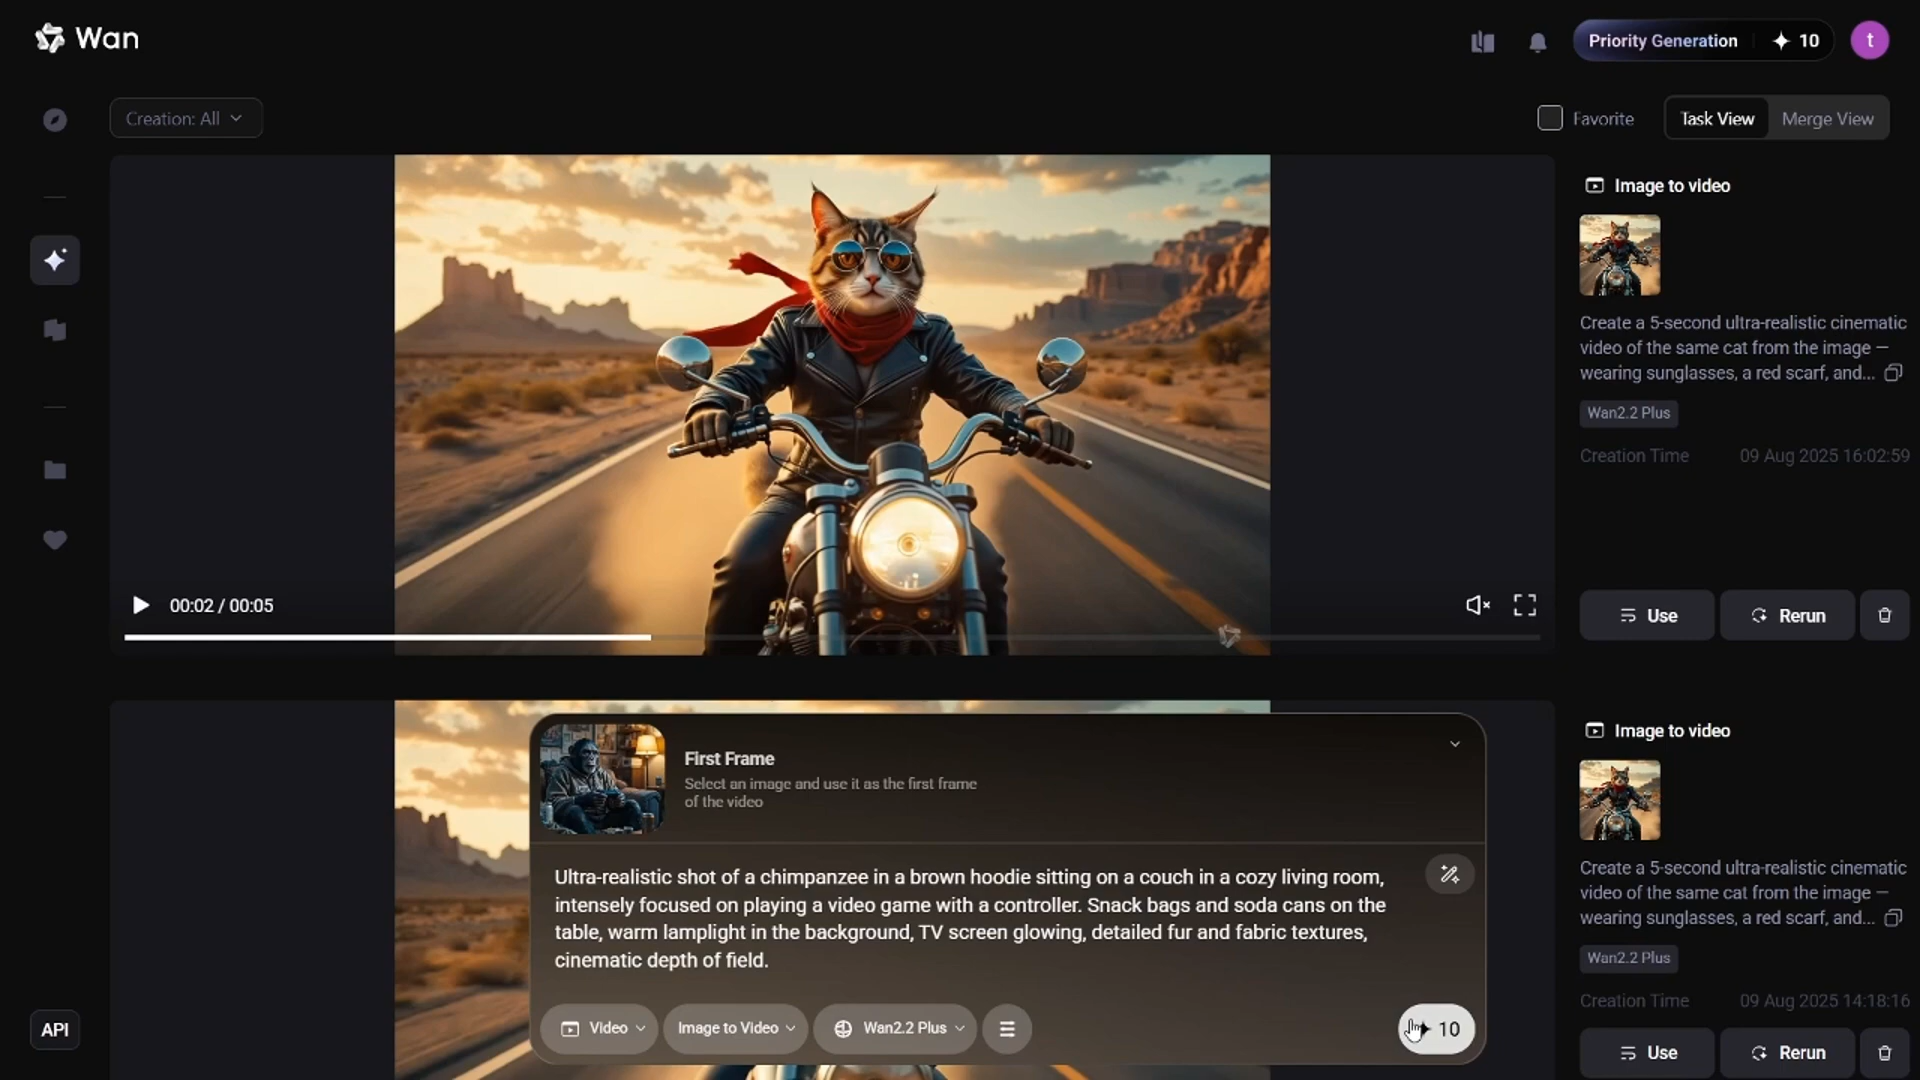 Wan
Priority Generation
10
t
Creation: All
Favorite
Task View
Merge View
Image to video
Create a 5-second ultra-realistic cinematic
video of the same cat from the image —
wearing sunglasses, a red scarf, and...
Wan2.2 Plus
Creation Time
09 Aug 2025 16:02:59
00:02 / 00:05
Use
Rerun
Image to video
First Frame
Select an image and use it as the first frame
of the video
Create a 5-second ultra-realistic cinematic
video of the same cat from the image —
wearing sunglasses, a red scarf, and...
Wan2.2 Plus
Ultra-realistic shot of a chimpanzee in a brown hoodie sitting on a couch in a cozy living room,
intensely focused on playing a video game with a controller. Snack bags and soda cans on the
table, warm lamplight in the background, TV screen glowing, detailed fur and fabric textures,
cinematic depth of field.
Creation Time
09 Aug 2025 14:18:16
API
Video
Image to Video
Wan2.2 Plus
10
Use
Rerun